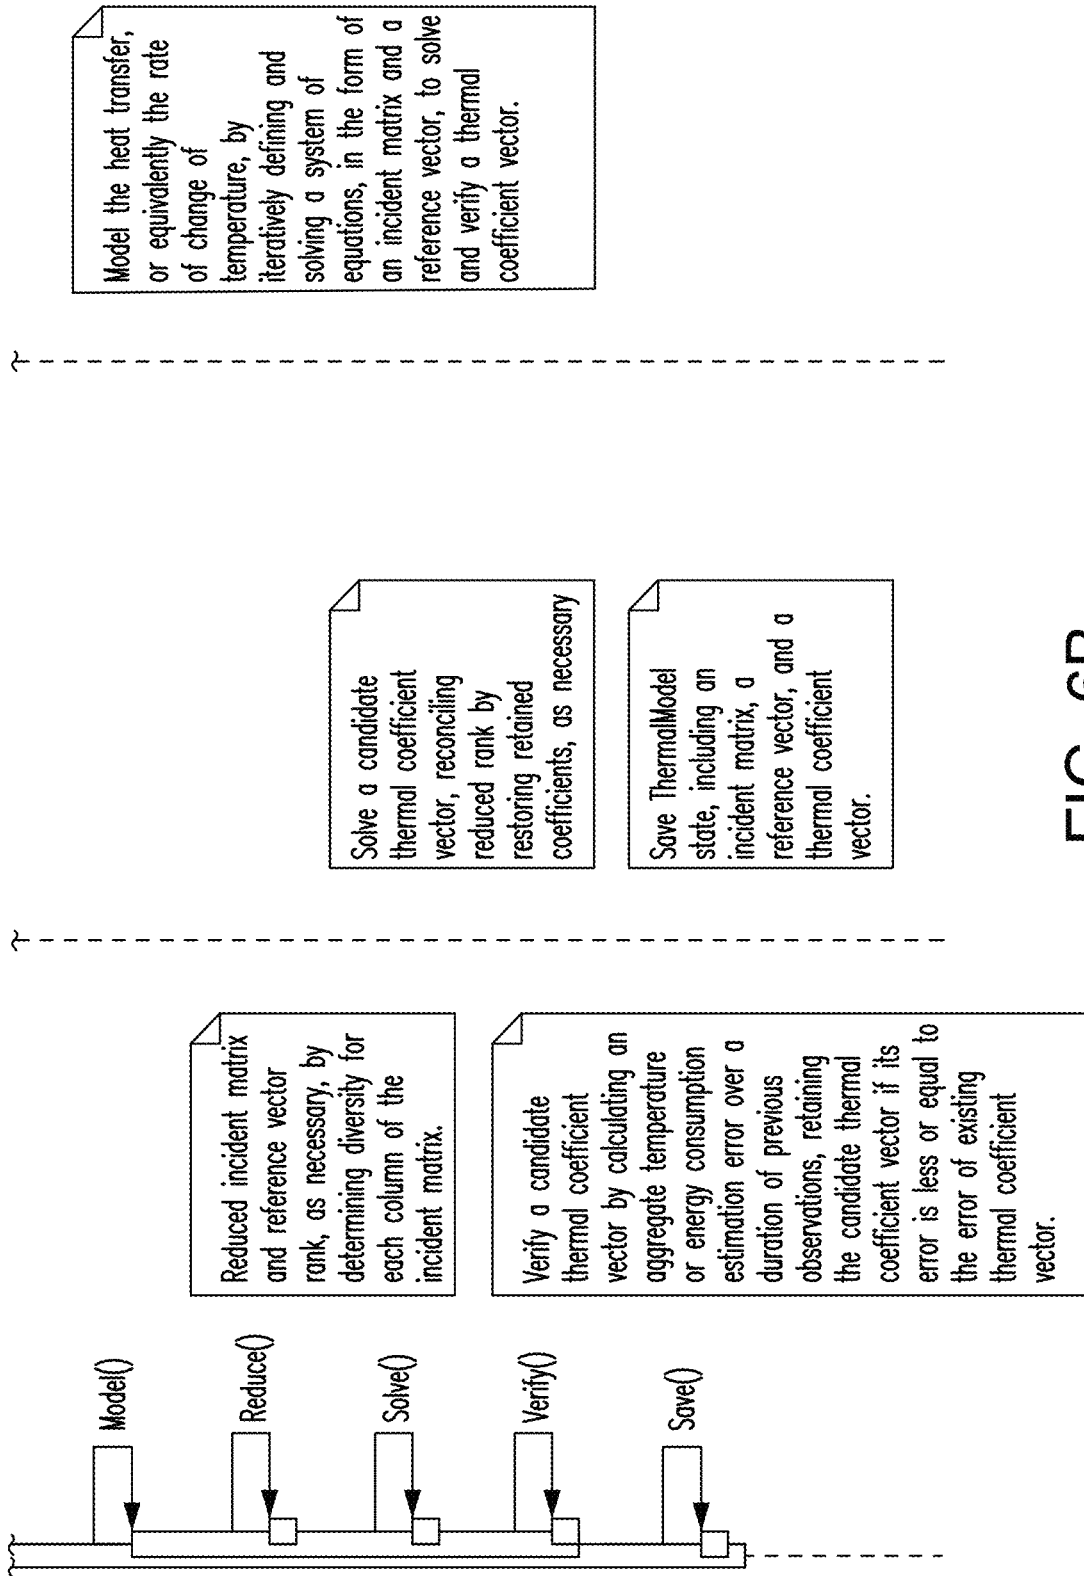 Model()
Reduce()
Solve()
Verify()
Save()
Reduced incident matrix
and reference vector
rank, as necessary, by
determining diversity for
each column of the
incident matrix.
Verify a candidate
thermal coefficient
vector by calculating an
aggregate temperature
or energy consumption
estimation error over a
duration of previous
observations, retaining
the candidate thermal
coefficient vector if its
error is less or equal to
the error of existing
thermal coefficient
vector.
Solve a candidate
thermal coefficient
vector, reconciling
reduced rank by
restoring retained
coefficients, as necessary
Save ThermalModel
state, including an
incident matrix, a
reference vector, and a
thermal coefficient
vector.
Model the heat transfer,
or equivalently the rate
of change of
temperature, by
iteratively defining and
solving a system of
equations, in the form of
an incident matrix and a
reference vector, to solve
and verify a thermal
coefficient vector.
FIG. 6B